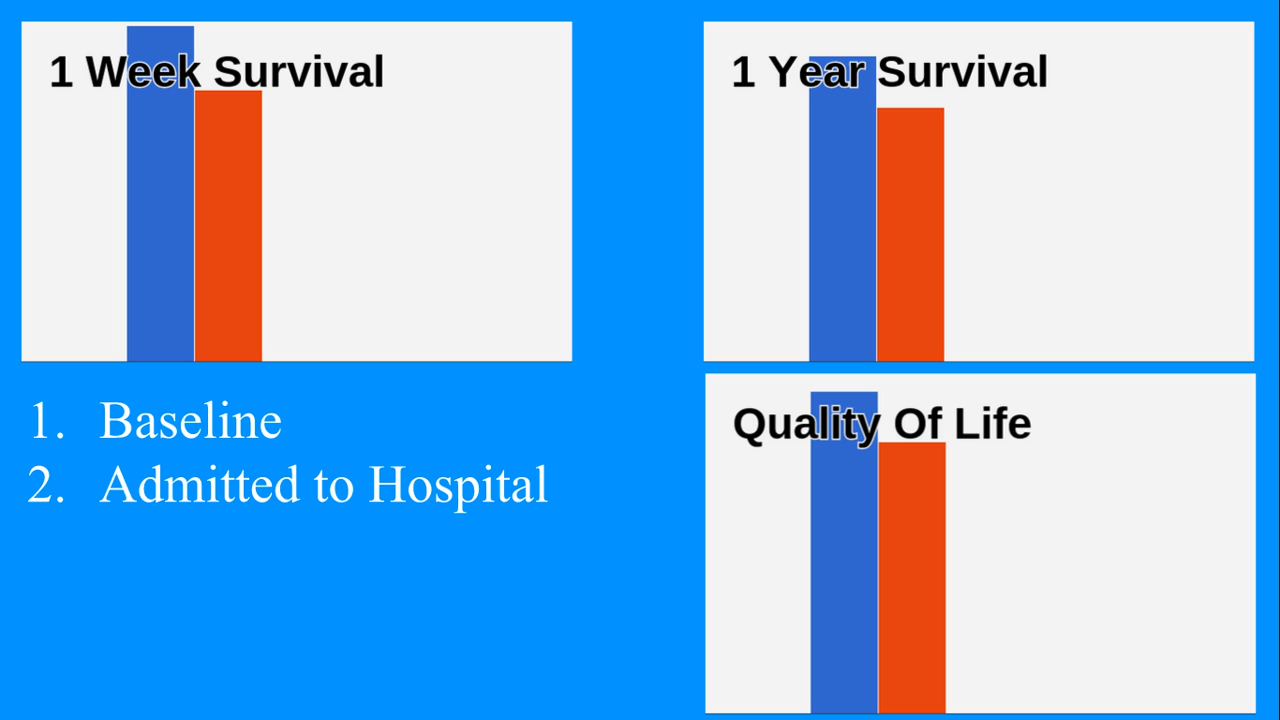 1 Week Survival
1 Year Survival
1. Baseline
2. Admitted to Hospital
Quality Of Life